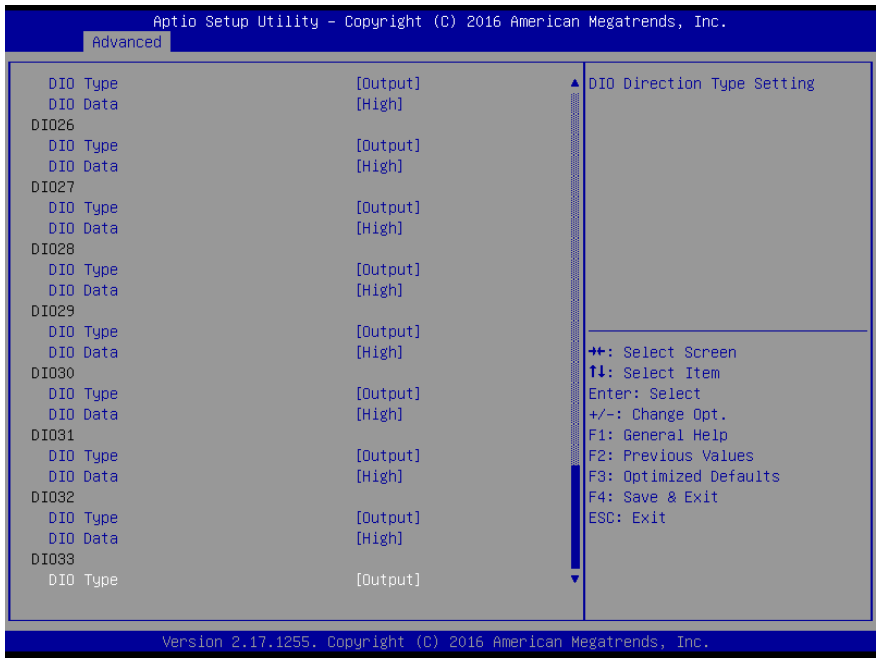 Aptio Setup Utility – Copyright (C) 2016 American Megatrends, Inc.
Advanced
DIO Type [Output]
DIO Data [High]
DIO26
DIO Type [Output]
DIO Data [High]
DIO27
DIO Type [Output]
DIO Data [High]
DIO28
DIO Type [Output]
DIO Data [High]
DIO29
DIO Type [Output]
DIO Data [High]
DIO30
DIO Type [Output]
DIO Data [High]
DIO31
DIO Type [Output]
DIO Data [High]
DIO32
DIO Type [Output]
DIO Data [High]
DIO33
DIO Type [Output]
DIO Direction Type Setting
→←: Select Screen
↑↓: Select Item
Enter: Select
+/-: Change Opt.
F1: General Help
F2: Previous Values
F3: Optimized Defaults
F4: Save & Exit
ESC: Exit
Version 2.17.1255. Copyright (C) 2016 American Megatrends, Inc.